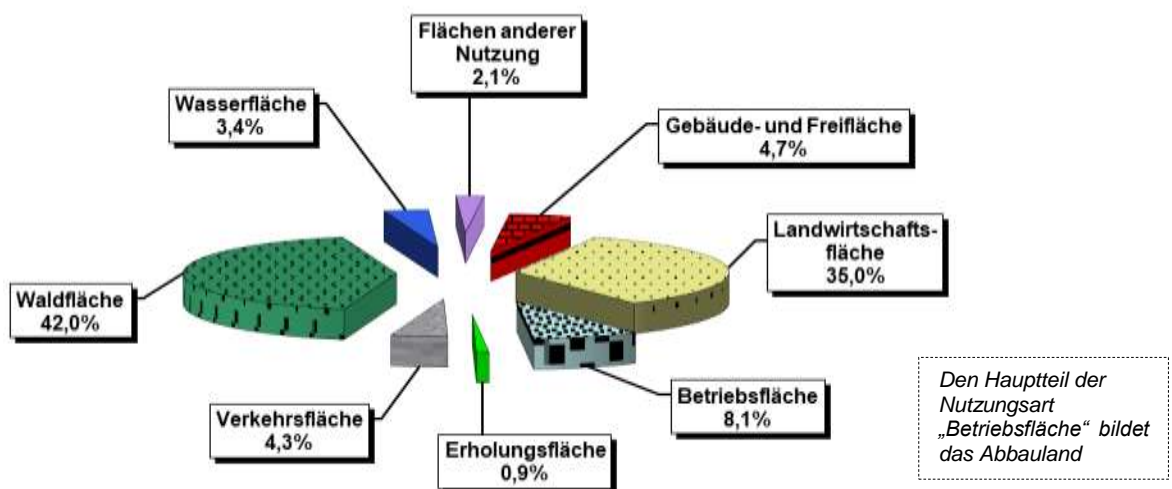 Flächen anderer
Nutzung
2,1%
Wasserfläche
3,4%
Gebäude- und Freifläche
4,7%
Landwirtschafts-
fläche
35,0%
Waldfläche
42,0%
Betriebsfläche
8,1%
Verkehrsfläche
4,3%
Erholungsfläche
0,9%
Den Hauptteil der
Nutzungsart
„Betriebsfläche“ bildet
das Abbauland